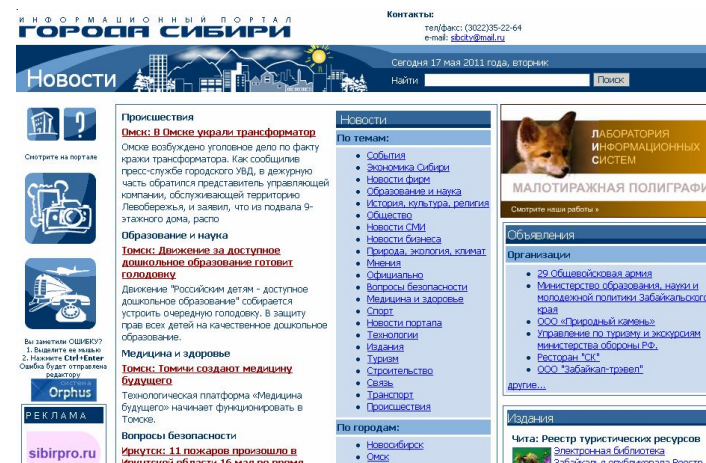 ИНФОРМАЦИОННЫЙ ПОРТАЛ
ГОРОДА СИБИРИ
Контакты:
тел/факс: (3022)35-22-64
e-mail: sibcity@mail.ru
Новости
Сегодня 17 мая 2011 года, вторник
Найти
Поиск
Смотрите на портале
Вы заметили ОШИБКУ?
1. Выделите ее мышью
2. Нажмите Ctrl+Enter
Ошибка будет отправлена
редактору
система
Orphus
РЕКЛАМА
sibirpro.ru
Происшествия
Омск: В Омске украли трансформатор
Омске возбуждено уголовное дело по факту
кражи трансформатора. Как сообщилив
пресс-службе городского УВД, в дежурную
часть обратился представитель управляющей
компании, обслуживающей территорию
Левобережья, и заявил, что из подвала 9-
этажного дома, распо
Образование и наука
Томск: Движение за доступное
дошкольное образование готовит
голодовку
Движение "Российским детям - доступное
дошкольное образование" собирается
устроить очередную голодовку. В защиту
прав всех детей на качественное дошкольное
образование.
Медицина и здоровье
Томск: Томичи создают медицину
будущего
Технологическая платформа «Медицина
будущего» начинает функционировать в
Томске.
Вопросы безопасности
Иркутск: 11 пожаров произошло в
Иркутской области 16 мая во время
Новости
По темам:
События
Экономика Сибири
Новости фирм
Образование и наука
История, культура, религия
Общество
Новости СМИ
Новости бизнеса
Природа, экология, климат
Мнения
Официально
Вопросы безопасности
Медицина и здоровье
Спорт
Новости портала
Технологии
Издания
Туризм
Строительство
Связь
Транспорт
Происшествия
По городам:
Новосибирск
Омск
ЛАБОРАТОРИЯ
ИНФОРМАЦИОННЫХ
СИСТЕМ
МАЛОТИРАЖНАЯ ПОЛИГРАФИ
Смотрите наши работы »
Объявления
Организации
29 Общевойсковая армия
Министерство образования, науки и
молодежной политики Забайкальског
края
ООО «Природный камень»
Управление по туризму и экскурсиям
министерства обороны РФ.
Ресторан "СК"
ООО "Забайкал-трэвел"
другие...
Издания
Чита: Реестр туристических ресурсов
Электронная библиотека